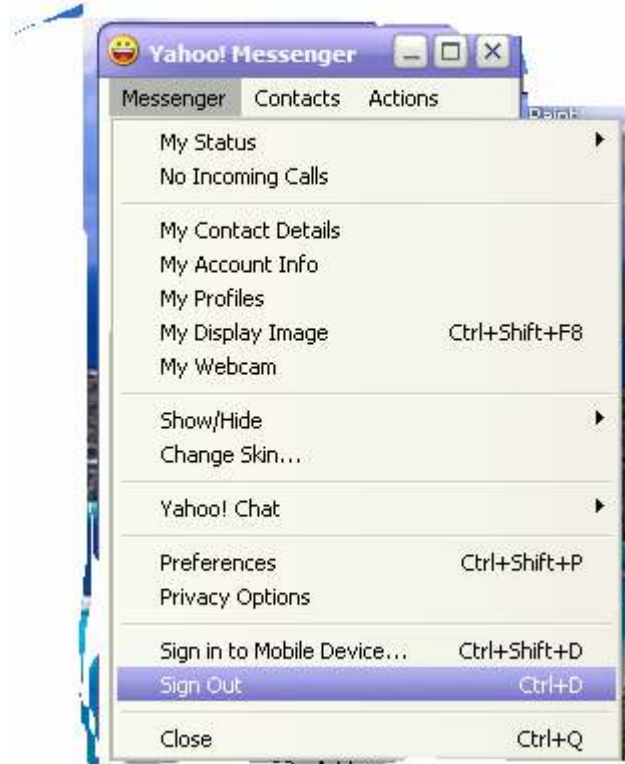 Yahoo! Messenger
Messenger Contacts Actions
Paint
My Status
No Incoming Calls
My Contact Details
My Account Info
My Profiles
My Display Image Ctrl+Shift+F8
My Webcam
Show/Hide
Change Skin...
Yahoo! Chat
Preferences Ctrl+Shift+P
Privacy Options
Sign in to Mobile Device... Ctrl+Shift+D
Sign Out Ctrl+D
Close Ctrl+Q